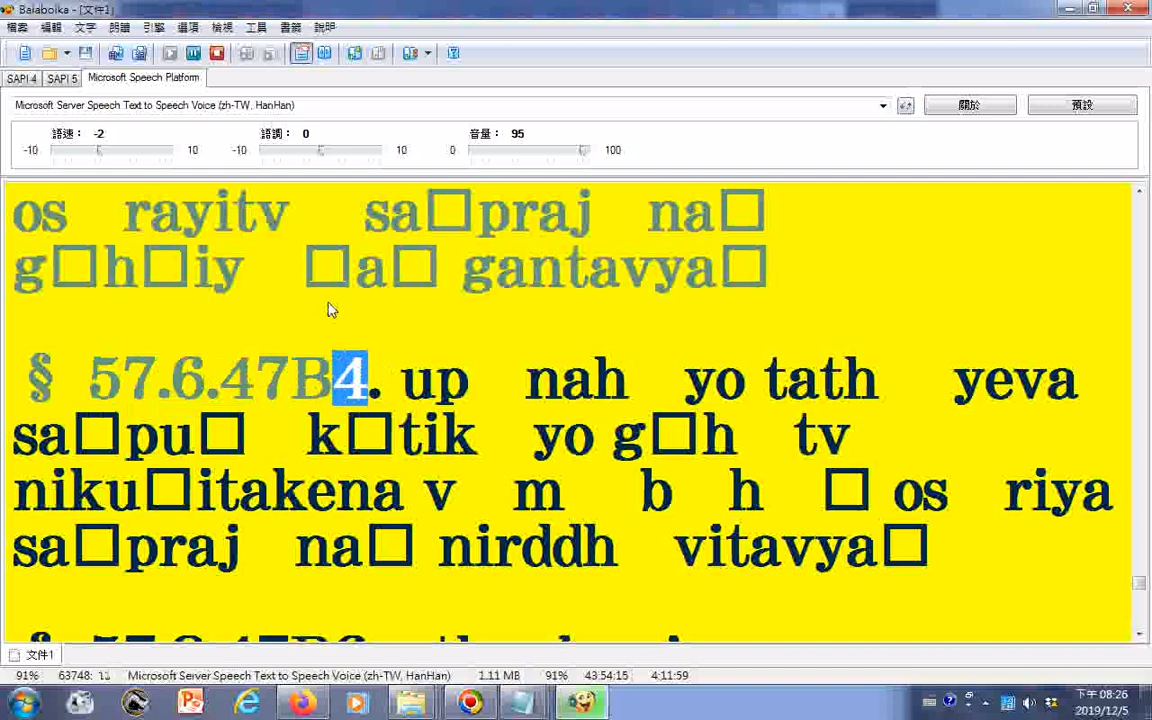 Balabolka - [文件1]
檔案 編輯 文字 朗讀 引擎 選項 檢視 工具 書籤 說明
SAPI 4 SAPI 5 Microsoft Speech Platform
Microsoft Server Speech Text to Speech Voice (zh-TW, HanHan) 關於 預設
語速： -2 語調： 0 音量： 95
-10 10 -10 10 0 100
os rayitv sa□praj na□
g□h□iy □a□ gantavya□
§ 57.6.47B4. up nah yo tath yeva
sa□pu□ k□tik yo g□h tv
niku□itakena v m b h □ os riya
sa□praj na□ nirddh vitavya□
文件1
91% 63748: 11 Microsoft Server Speech Text to Speech Voice (zh-TW, HanHan) 1.11 MB 91% 43:54:15 4:11:59
下午 08:26
2019/12/5